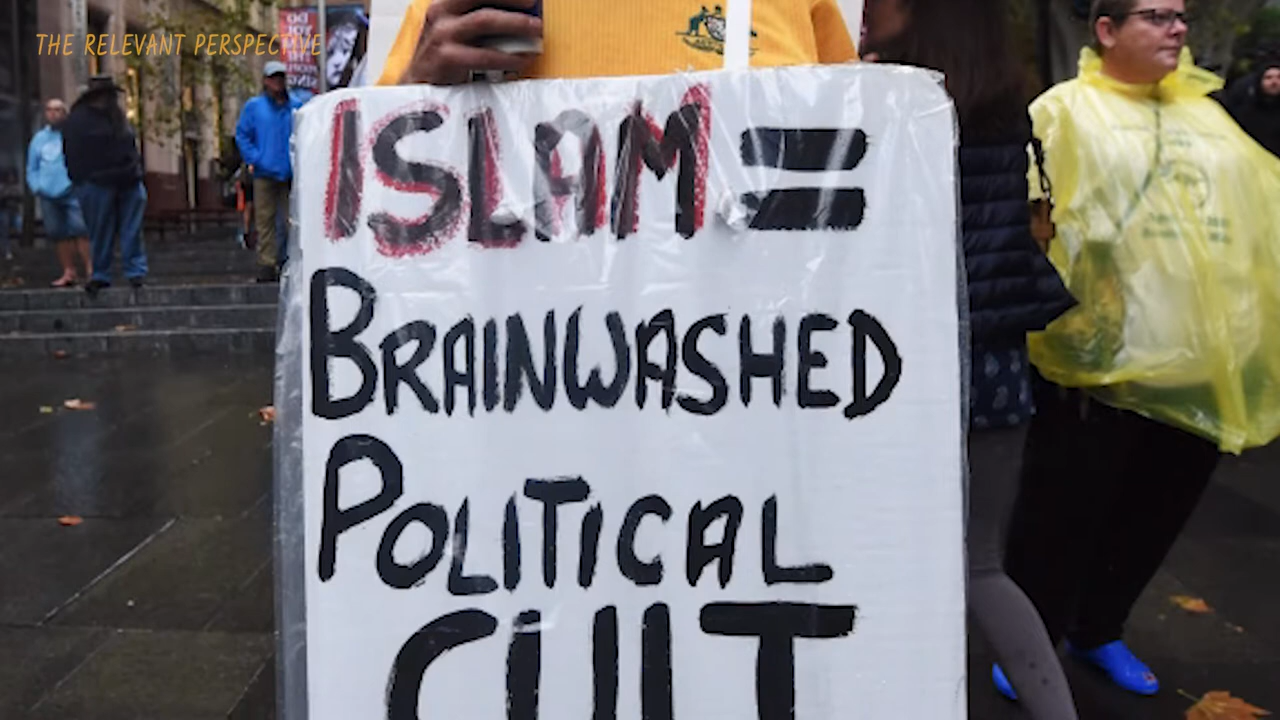 THE RELEVANT PERSPECTIVE
ISLAM =
BRAINWASHED
POLITICAL
CULT